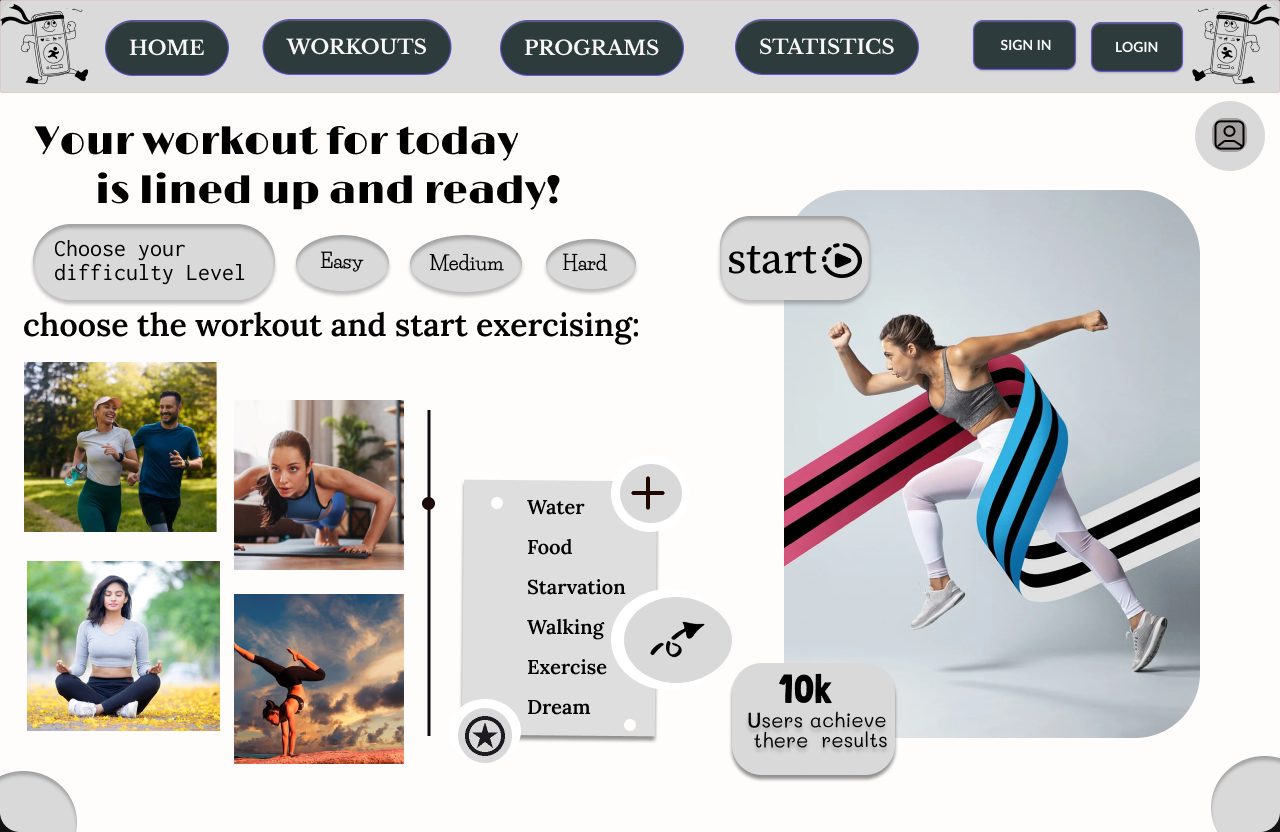 HOME
WORKOUTS
PROGRAMS
STATISTICS
SIGN IN
LOGIN
Your workout for today
is lined up and ready!
Choose your
difficulty Level
Easy
Medium
Hard
start
choose the workout and start exercising:
Water
Food
Starvation
Walking
Exercise
Dream
10k
Users achieve
there results